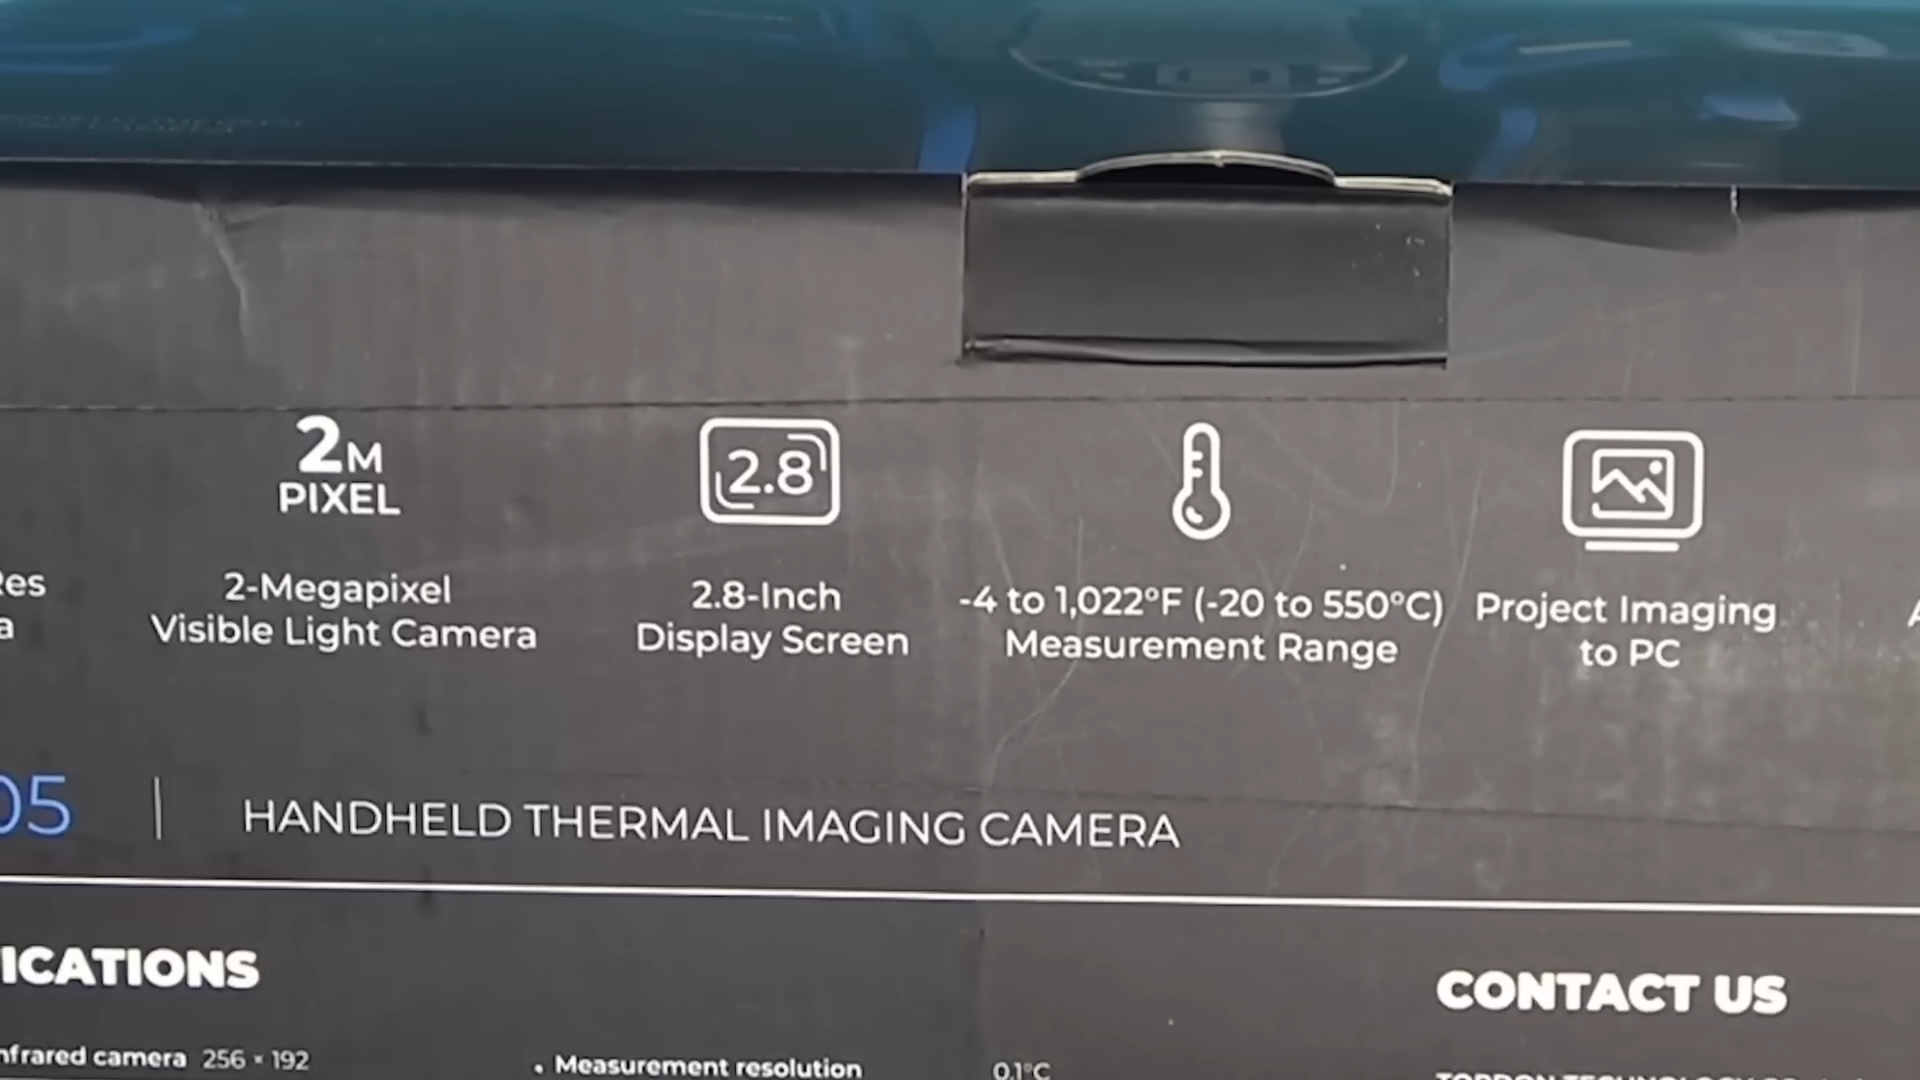 2M
PIXEL
2.8
es
a
2-Megapixel
Visible Light Camera
2.8-Inch
Display Screen
-4 to 1,022°F (-20 to 550°C)
Measurement Range
Project Imaging
to PC
05 | HANDHELD THERMAL IMAGING CAMERA
ICATIONS
CONTACT US
nfrared camera 256 × 192
• Measurement resolution 0.1°C